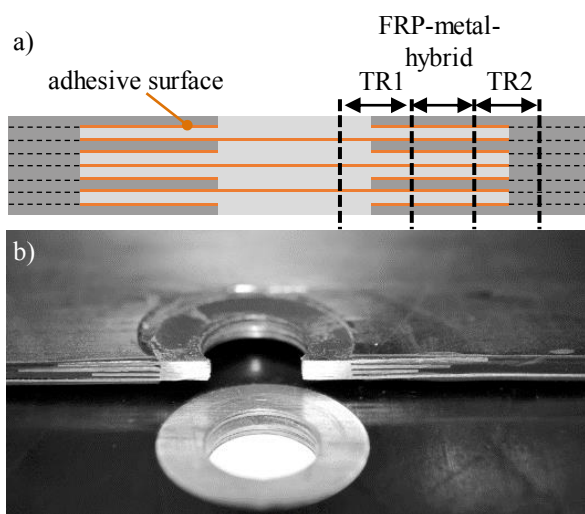 a)
FRP-metal-
hybrid
adhesive surface
TR1
TR2
b)